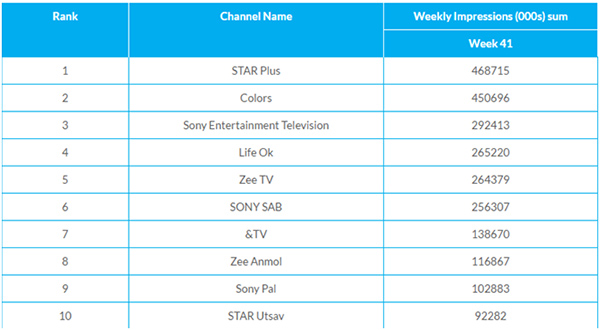 Rank Channel Name Weekly Impressions (000s) sum
Week 41
1 STAR Plus 468715
2 Colors 450696
3 Sony Entertainment Television 292413
4 Life Ok 265220
5 Zee TV 264379
6 SONY SAB 256307
7 &TV 138670
8 Zee Anmol 116867
9 Sony Pal 102883
10 STAR Utsav 92282